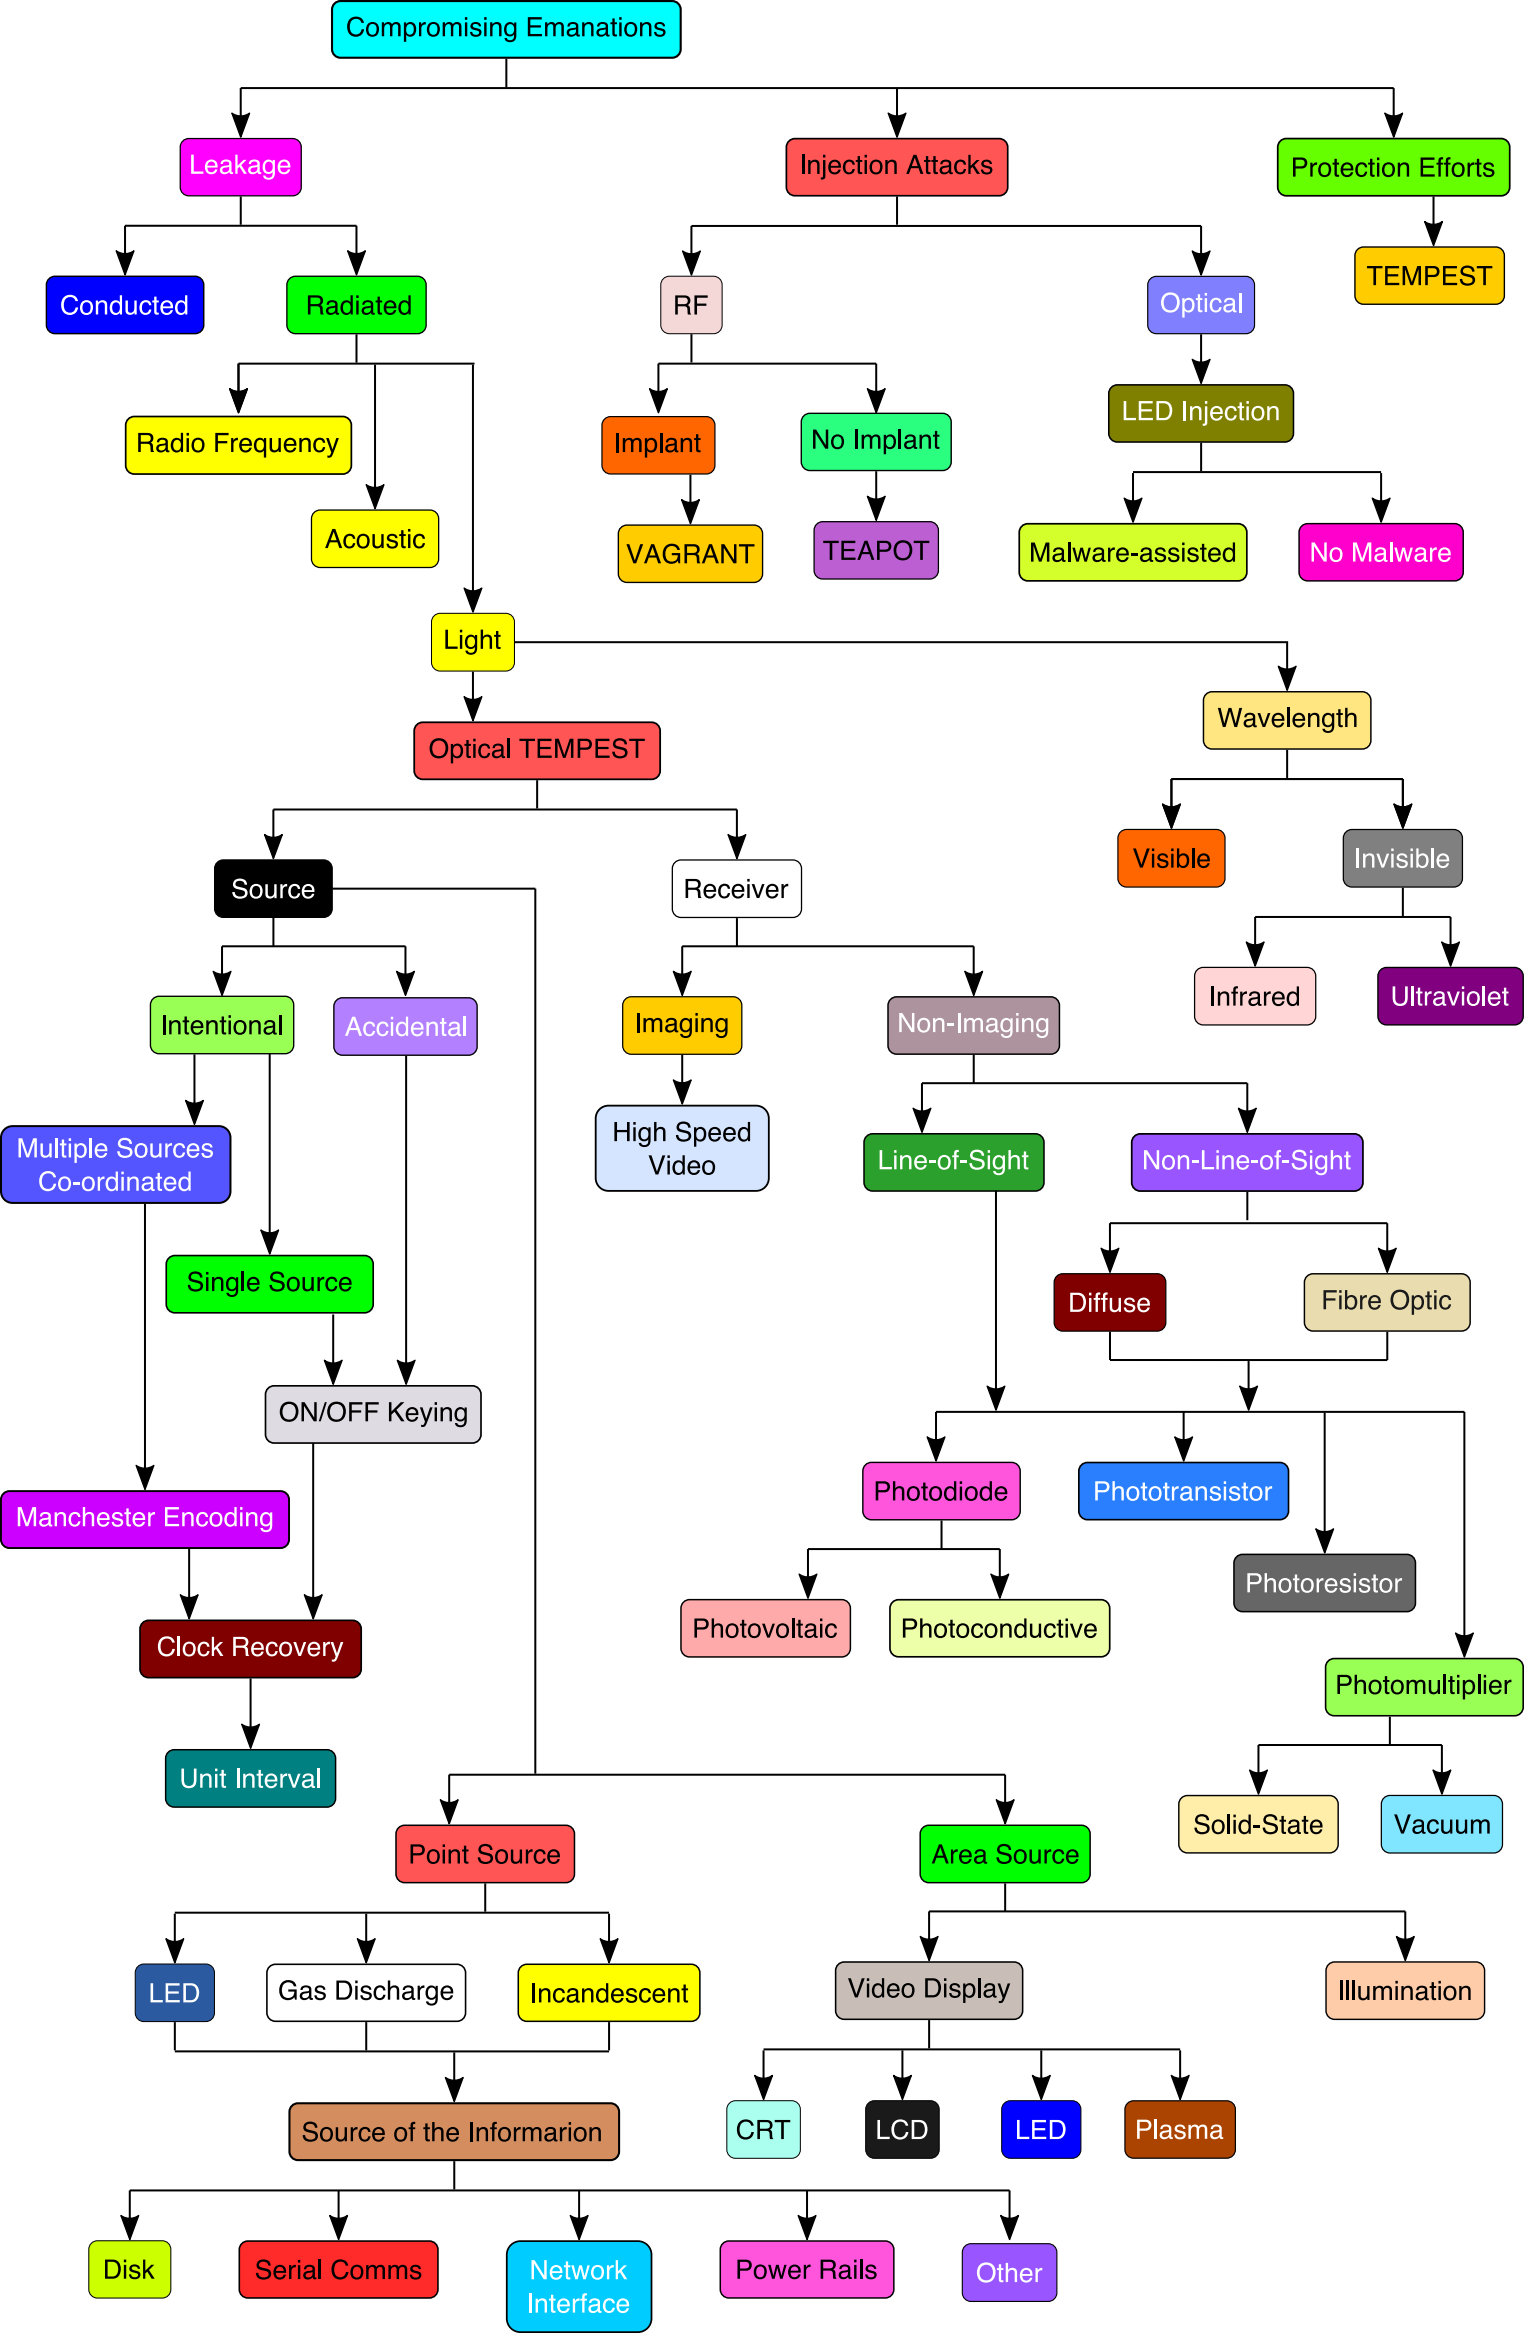 Compromising Emanations
Leakage
Injection Attacks
Protection Efforts
Conducted
Radiated
RF
Optical
TEMPEST
Radio Frequency
Implant
No Implant
LED Injection
Acoustic
VAGRANT
TEAPOT
Malware-assisted
No Malware
Light
Wavelength
Optical TEMPEST
Visible
Invisible
Source
Receiver
Infrared
Ultraviolet
Intentional
Accidental
Imaging
Non-Imaging
Multiple Sources
Co-ordinated
High Speed
Video
Line-of-Sight
Non-Line-of-Sight
Single Source
Diffuse
Fibre Optic
ON/OFF Keying
Manchester Encoding
Photodiode
Phototransistor
Photoresistor
Clock Recovery
Photovoltaic
Photoconductive
Photomultiplier
Unit Interval
Solid-State
Vacuum
Point Source
Area Source
LED
Gas Discharge
Incandescent
Video Display
Illumination
Source of the Informarion
CRT
LCD
LED
Plasma
Disk
Serial Comms
Network
Interface
Power Rails
Other